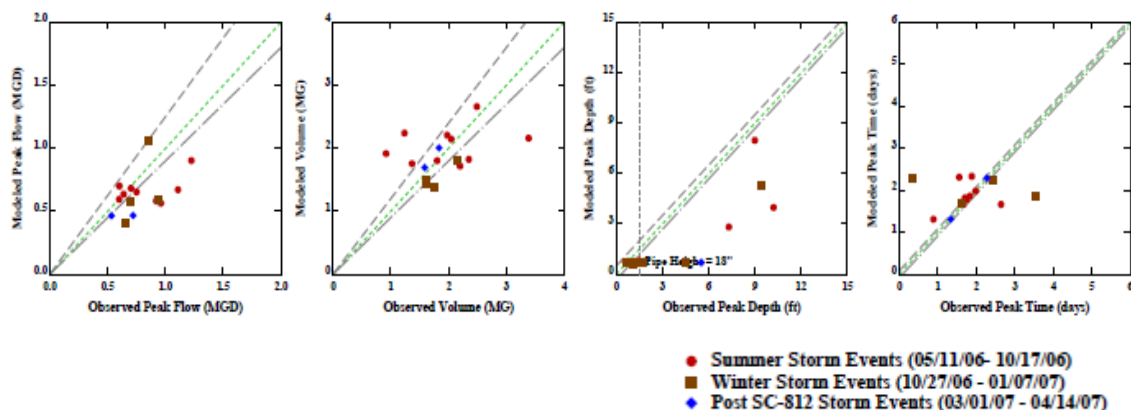 2.0
1.5
1.0
0.5
0.0
0.0 0.5 1.0 1.5 2.0
Modeled Peak Flow (MGD)
Observed Peak Flow (MGD)
4
3
2
1
0
0 1 2 3 4
Modeled Volume (MG)
Observed Volume (MG)
15
12
9
6
3
0
0 3 6 9 12 15
Modeled Peak Depth (ft)
Pipe Height = 18"
Observed Peak Depth (ft)
6
5
4
3
2
1
0
0 1 2 3 4 5 6
Modeled Peak Time (days)
Observed Peak Time (days)
Summer Storm Events (05/11/06- 10/17/06)
Winter Storm Events (10/27/06 - 01/07/07)
Post SC-812 Storm Events (03/01/07 - 04/14/07)